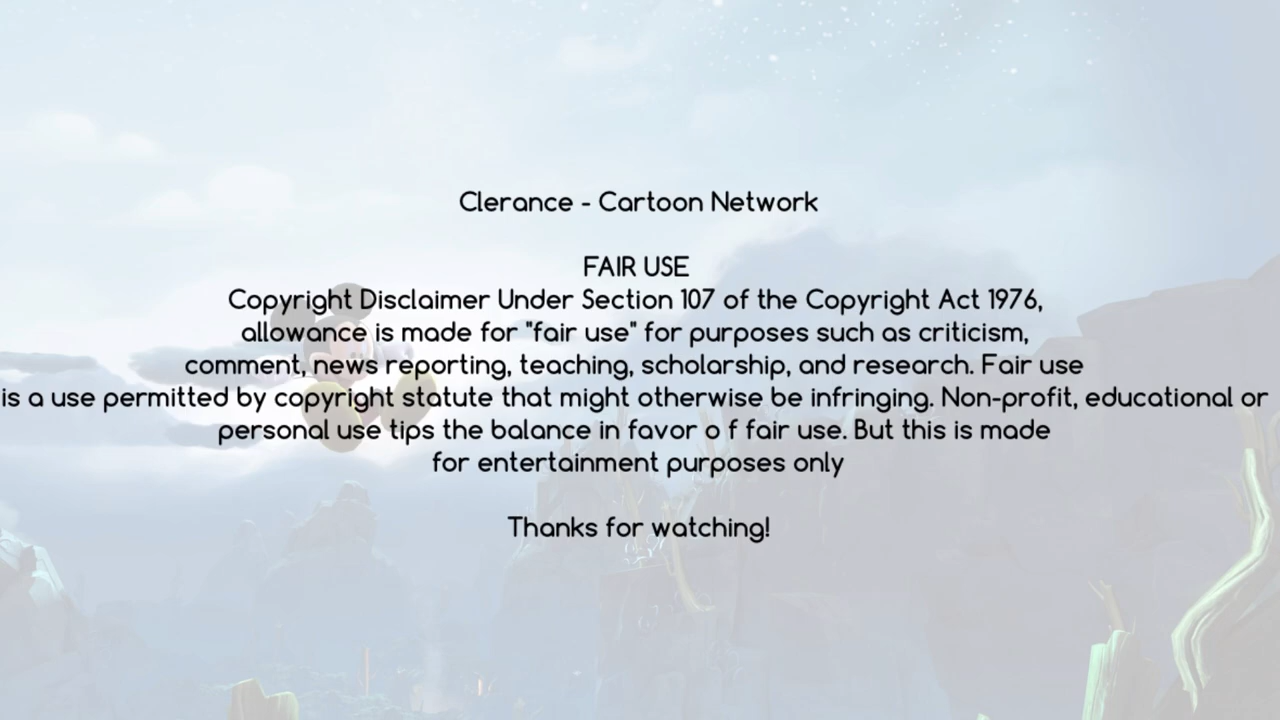 Clerance - Cartoon Network
FAIR USE
Copyright Disclaimer Under Section 107 of the Copyright Act 1976,
allowance is made for "fair use" for purposes such as criticism,
comment, news reporting, teaching, scholarship, and research. Fair use
is a use permitted by copyright statute that might otherwise be infringing. Non-profit, educational or
personal use tips the balance in favor o f fair use. But this is made
for entertainment purposes only
Thanks for watching!